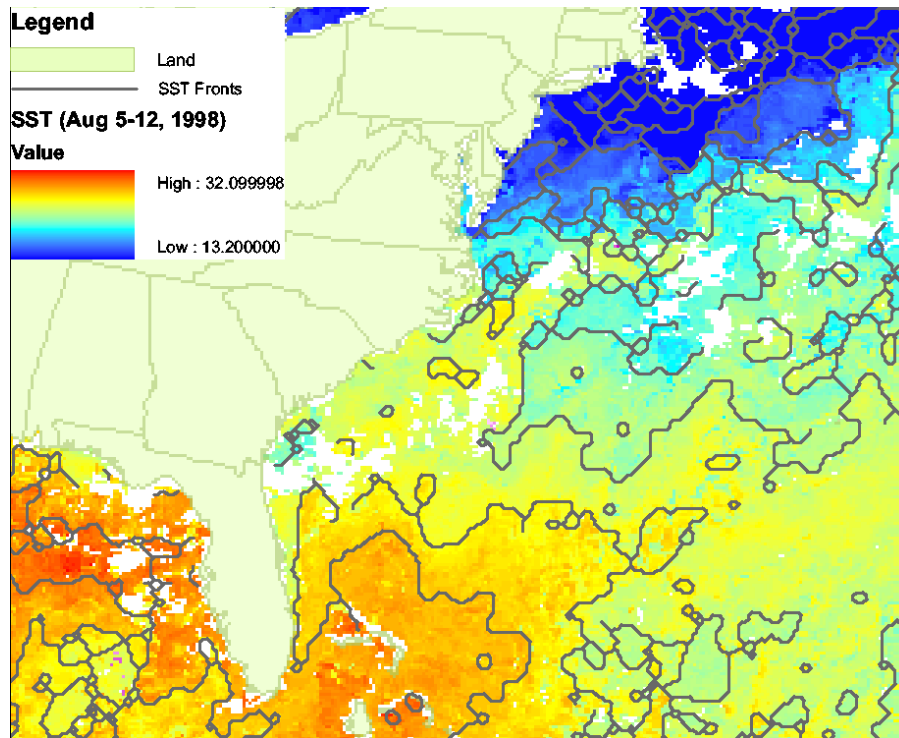 Legend
Land
SST Fronts
SST (Aug 5-12, 1998)
Value
High : 32.099998
Low : 13.200000